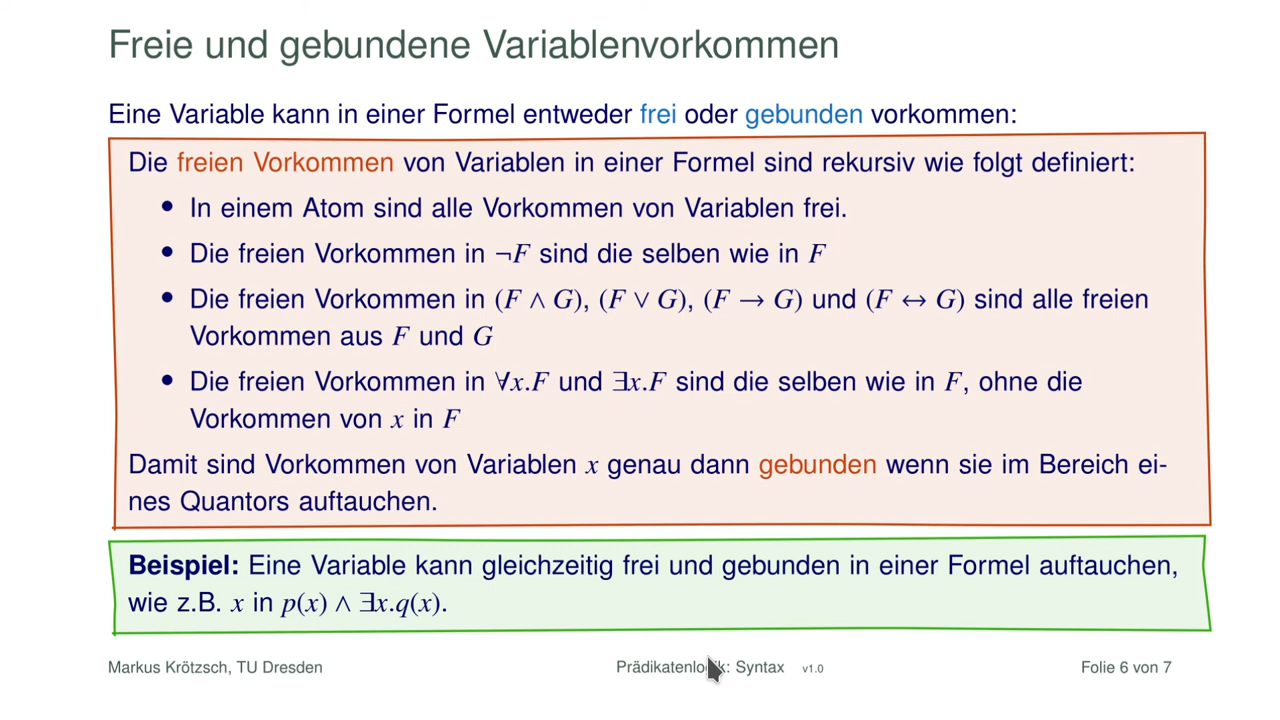 Freie und gebundene Variablenvorkommen
Eine Variable kann in einer Formel entweder frei oder gebunden vorkommen:
Die freien Vorkommen von Variablen in einer Formel sind rekursiv wie folgt definiert:
• In einem Atom sind alle Vorkommen von Variablen frei.
• Die freien Vorkommen in ¬F sind die selben wie in F
• Die freien Vorkommen in (F ∧ G), (F ∨ G), (F → G) und (F ↔ G) sind alle freien
Vorkommen aus F und G
• Die freien Vorkommen in ∀x.F und ∃x.F sind die selben wie in F, ohne die
Vorkommen von x in F
Damit sind Vorkommen von Variablen x genau dann gebunden wenn sie im Bereich ei-
nes Quantors auftauchen.
Beispiel: Eine Variable kann gleichzeitig frei und gebunden in einer Formel auftauchen,
wie z.B. x in p(x) ∧ ∃x.q(x).
Markus Krötzsch, TU Dresden Prädikatenlogik: Syntax v1.0 Folie 6 von 7